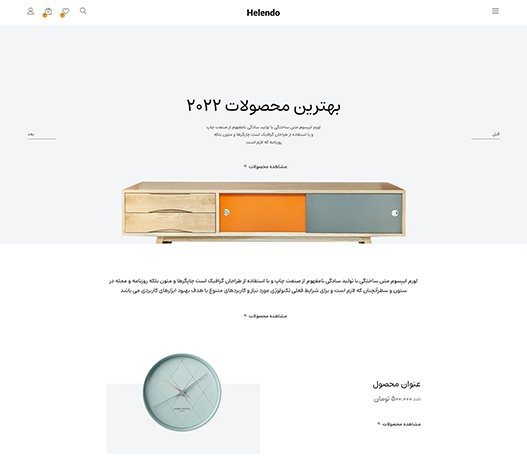 Helendo
بهترین محصولات ۲۰۲۲
لورم ایپسوم متن ساختگی با تولید سادگی نامفهوم از صنعت چاپ
و با استفاده از طراحان گرافیک است چاپگرها و متون بلکه
روزنامه که لازم است.
قبل
بعد
مشاهده محصولات +
لورم ایپسوم متن ساختگی با تولید سادگی نامفهوم از صنعت چاپ و با استفاده از طراحان گرافیک است چاپگرها و متون بلکه روزنامه و مجله در
ستون و سطرآنچنان که لازم است و برای شرایط فعلی تکنولوژی مورد نیاز و کاربردهای متنوع با هدف بهبود ابزارهای کاربردی می باشد
مشاهده محصولات +
عنوان محصول
۵۰۰،۰۰۰ تومان
مشاهده محصولات +